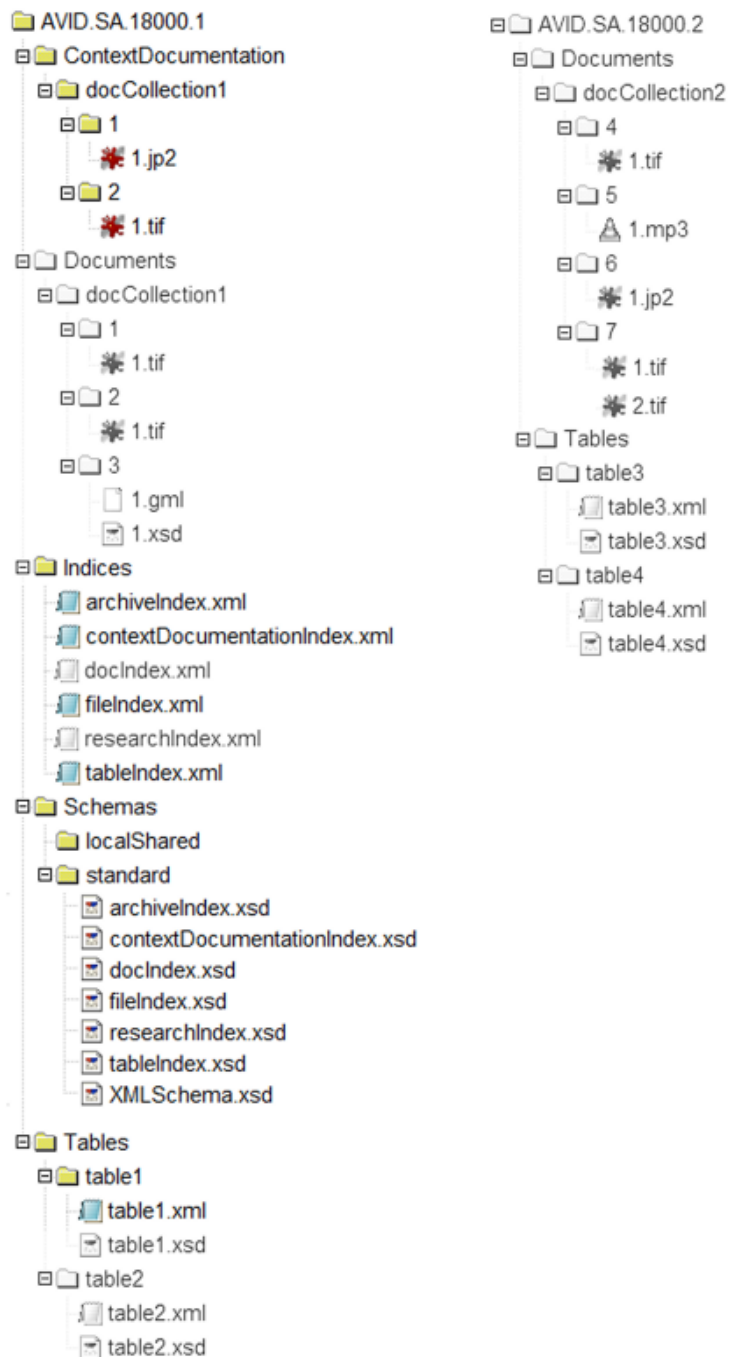 AVID.SA.18000.1
ContextDocumentation
docCollection1
1
1.jp2
2
1.tif
Documents
docCollection1
1
1.tif
2
1.tif
3
1.gml
1.xsd
Indices
archiveIndex.xml
contextDocumentationIndex.xml
docIndex.xml
fileIndex.xml
researchIndex.xml
tableIndex.xml
Schemas
localShared
standard
archiveIndex.xsd
contextDocumentationIndex.xsd
docIndex.xsd
fileIndex.xsd
researchIndex.xsd
tableIndex.xsd
XMLSchema.xsd
Tables
table1
table1.xml
table1.xsd
table2
table2.xml
table2.xsd
AVID.SA.18000.2
Documents
docCollection2
4
1.tif
5
1.mp3
6
1.jp2
7
1.tif
2.tif
Tables
table3
table3.xml
table3.xsd
table4
table4.xml
table4.xsd